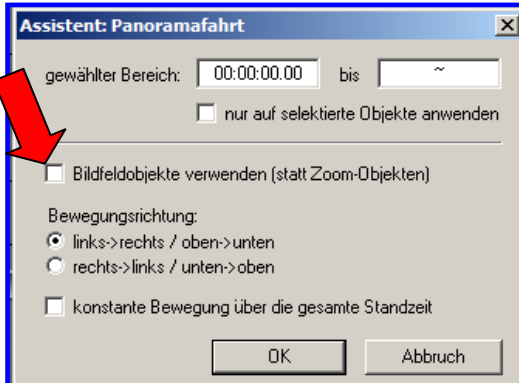 Assistent: Panoramafahrt
gewählter Bereich: 00:00:00.00 bis ~
nur auf selektierte Objekte anwenden
Bildfeldobjekte verwenden (statt Zoom-Objekten)
Bewegungsrichtung:
links->rechts / oben->unten
rechts->links / unten->oben
konstante Bewegung über die gesamte Standzeit
OK Abbruch